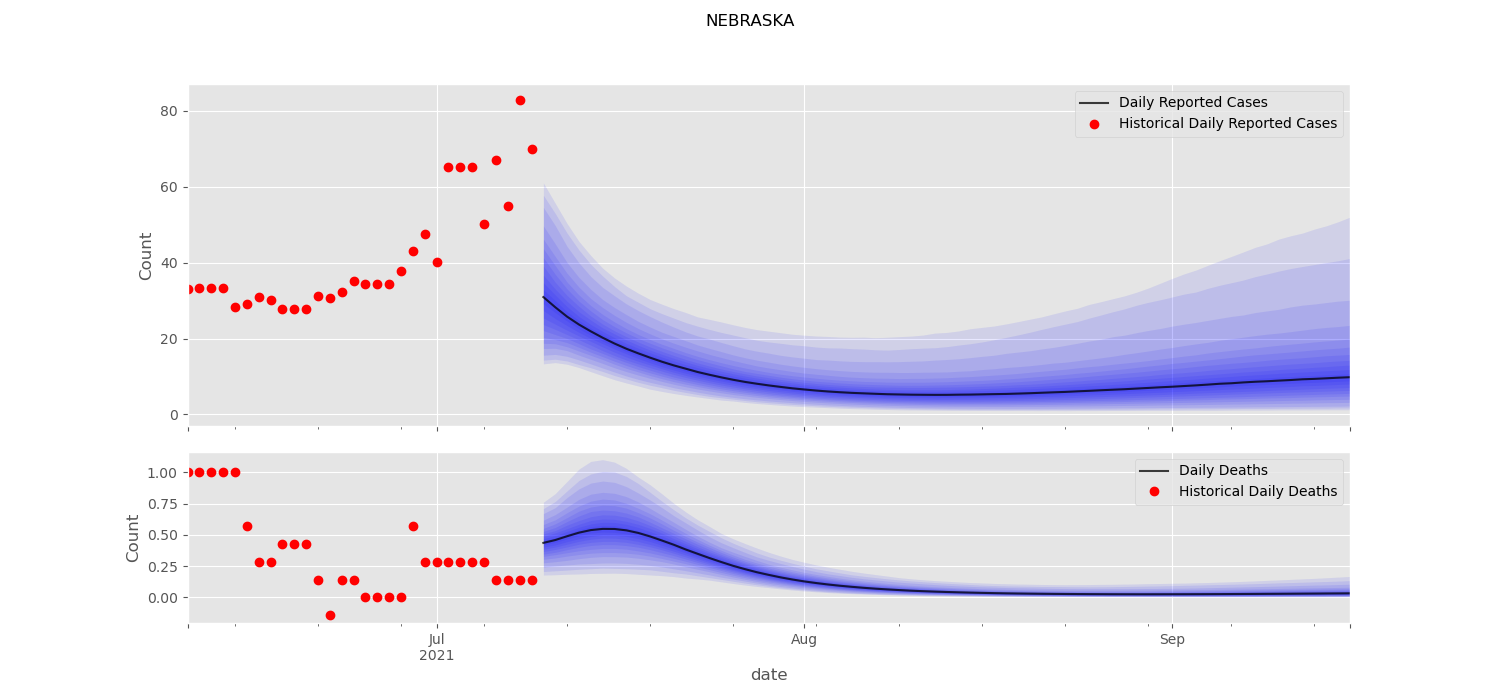 NEBRASKA
80
60
40
20
0
Count
Daily Reported Cases
Historical Daily Reported Cases
1.00
0.75
0.50
0.25
0.00
Count
Daily Deaths
Historical Daily Deaths
Jul
2021
Aug
Sep
date